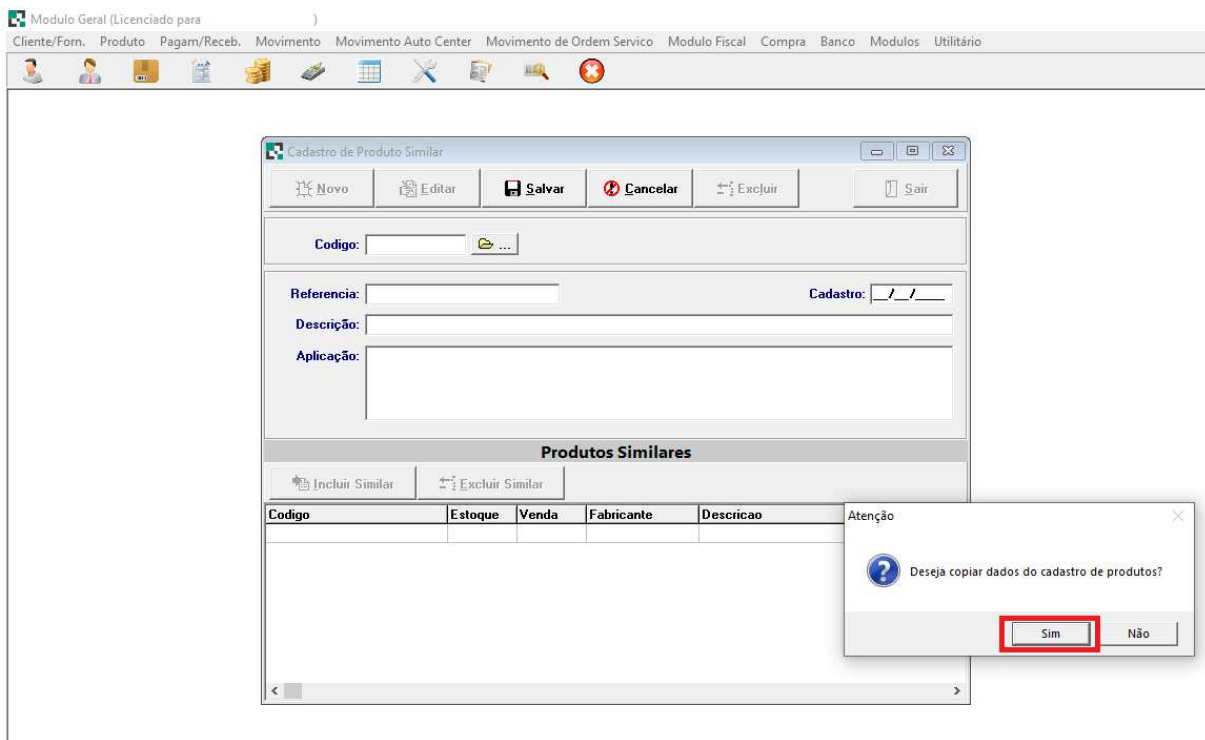 Modulo Geral (Licenciado para )
Cliente/Forn. Produto Pagam/Receb. Movimento Movimento Auto Center Movimento de Ordem Servico Modulo Fiscal Compra Banco Modulos Utilitário
Cadastro de Produto Similar
Novo Editar Salvar Cancelar Excluir Sair
Codigo: ...
Referencia: Cadastro: __/__/____
Descrição:
Aplicação:
Produtos Similares
Incluir Similar Excluir Similar
Codigo Estoque Venda Fabricante Descricao
Atenção
Deseja copiar dados do cadastro de produtos?
Sim Não